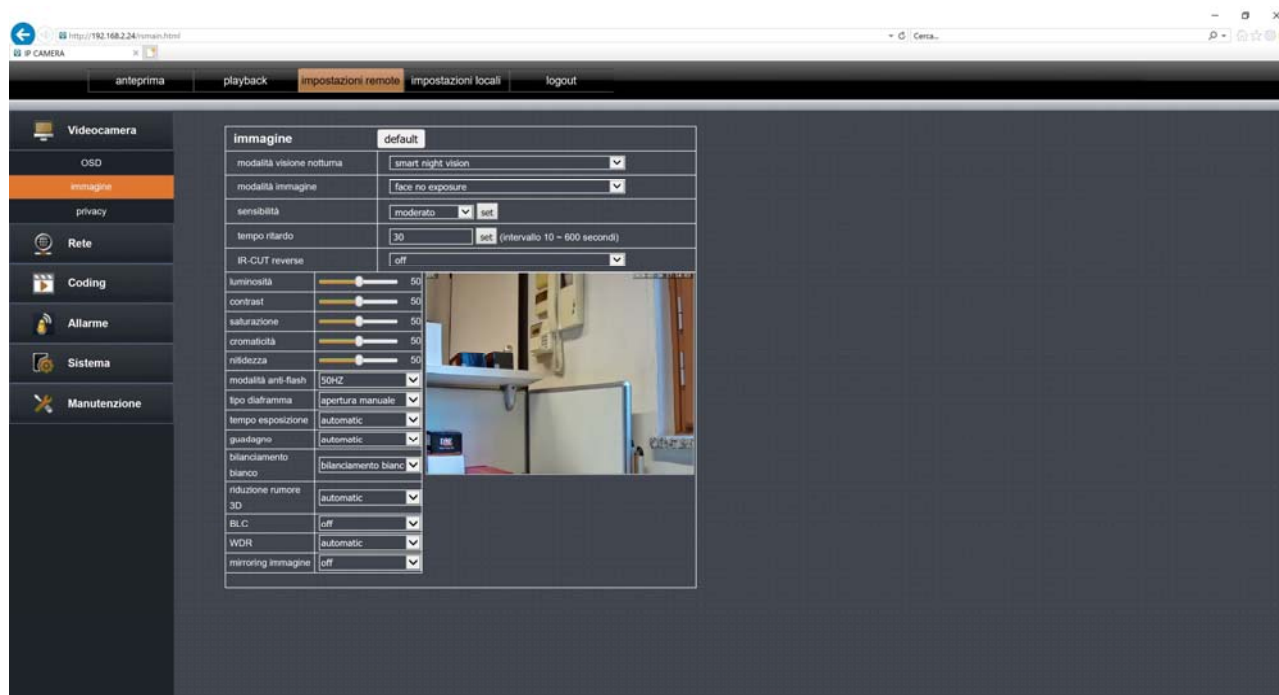 http://192.168.2.24/rsmain.html
Cerca...
IP CAMERA
anteprima playback impostazioni remote impostazioni locali logout
Videocamera
OSD
immagine
privacy
Rete
Coding
Allarme
Sistema
Manutenzione
immagine default
modalità visione notturna smart night vision
modalità immagine face no exposure
sensibilità moderato set
tempo ritardo 30 set (intervallo 10 ~ 600 secondi)
IR-CUT reverse off
luminosità 50
contrast 50
saturazione 50
cromaticità 50
nitidezza 50
modalità anti-flash 50HZ
tipo diaframma apertura manuale
tempo esposizione automatic
guadagno automatic
bilanciamento
bianco bilanciamento bianc
riduzione rumore
3D automatic
BLC off
WDR automatic
mirroring immagine off